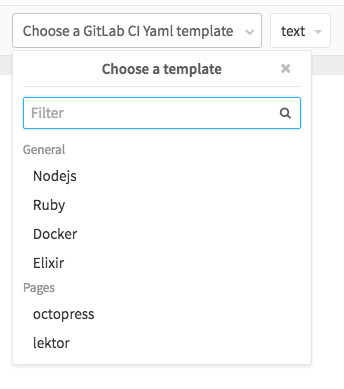 Choose a GitLab CI Yaml template
text
Choose a template
Filter
General
Nodejs
Ruby
Docker
Elixir
Pages
octopress
lektor